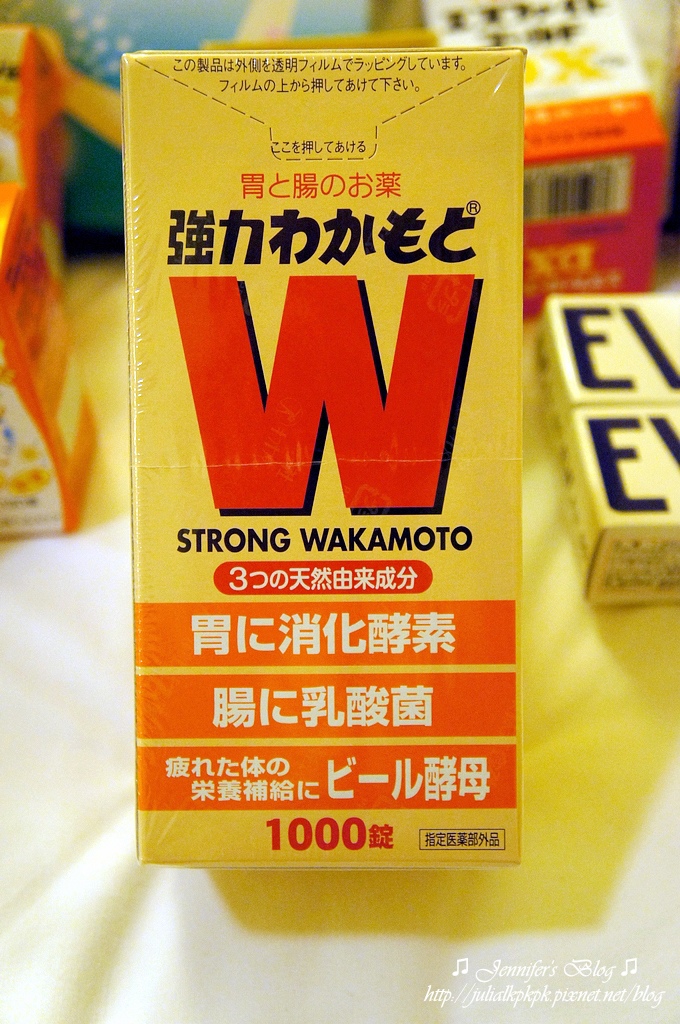 この製品は外側を透明フィルムでラッピングしています。
フィルムの上から押してあけて下さい。
ここを押してあける
胃と腸のお薬
強力わかもと®
W
STRONG WAKAMOTO
3つの天然由来成分
胃に消化酵素
腸に乳酸菌
疲れた体の
栄養補給に ビール酵母
1000錠
指定医薬部外品
EV
EV
♫ Jennifer's Blog ♫
http://julialkpkpk.pixnet.net/blog